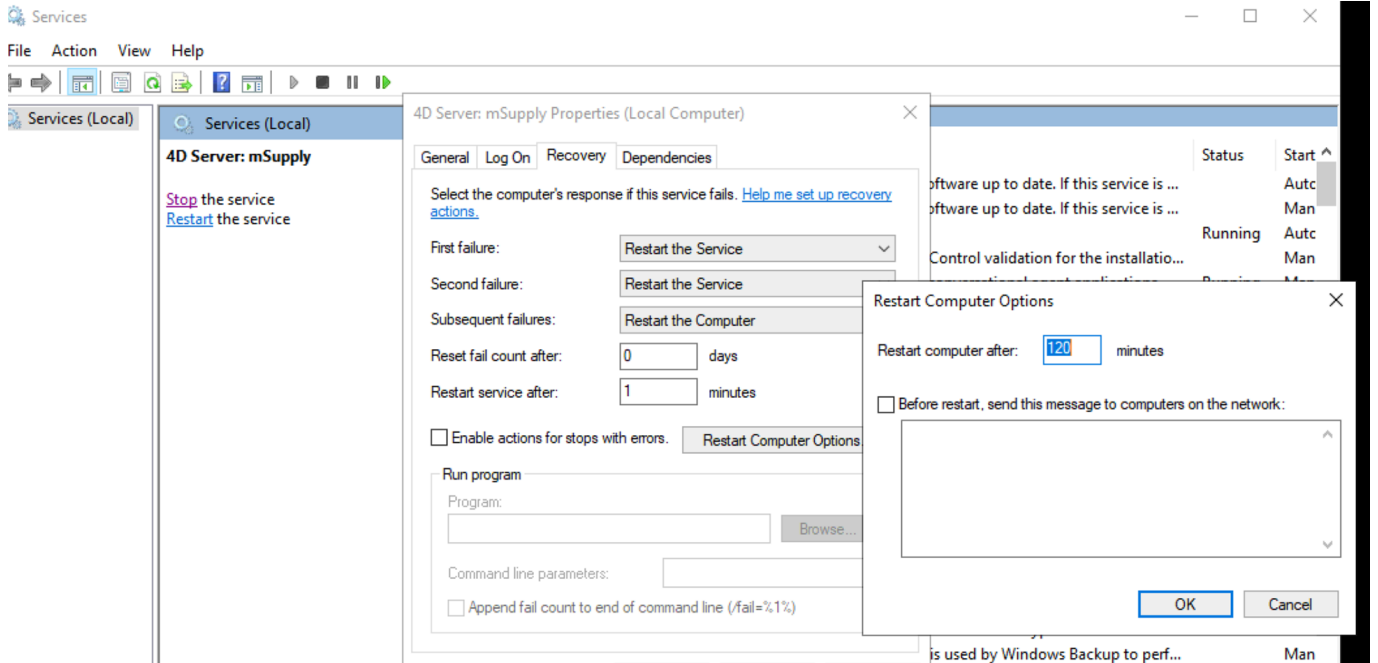 Services
File Action View Help
Services (Local)
Services (Local)
4D Server: mSupply
Stop the service
Restart the service
4D Server: mSupply Properties (Local Computer)
General Log On Recovery Dependencies
Select the computer's response if this service fails. Help me set up recovery
actions.
First failure: Restart the Service
Second failure: Restart the Service
Subsequent failures: Restart the Computer
Reset fail count after: 0 days
Restart service after: 1 minutes
Enable actions for stops with errors. Restart Computer Options
Run program
Program:
Browse...
Command line parameters:
Append fail count to end of command line (/fail=%1%)
Status Start
software up to date. If this service is ... Autc
software up to date. If this service is ... Man
Running Autc
Control validation for the installatio... Man
Restart Computer Options
Restart computer after: 120 minutes
Before restart, send this message to computers on the network:
OK Cancel
is used by Windows Backup to perf... Man